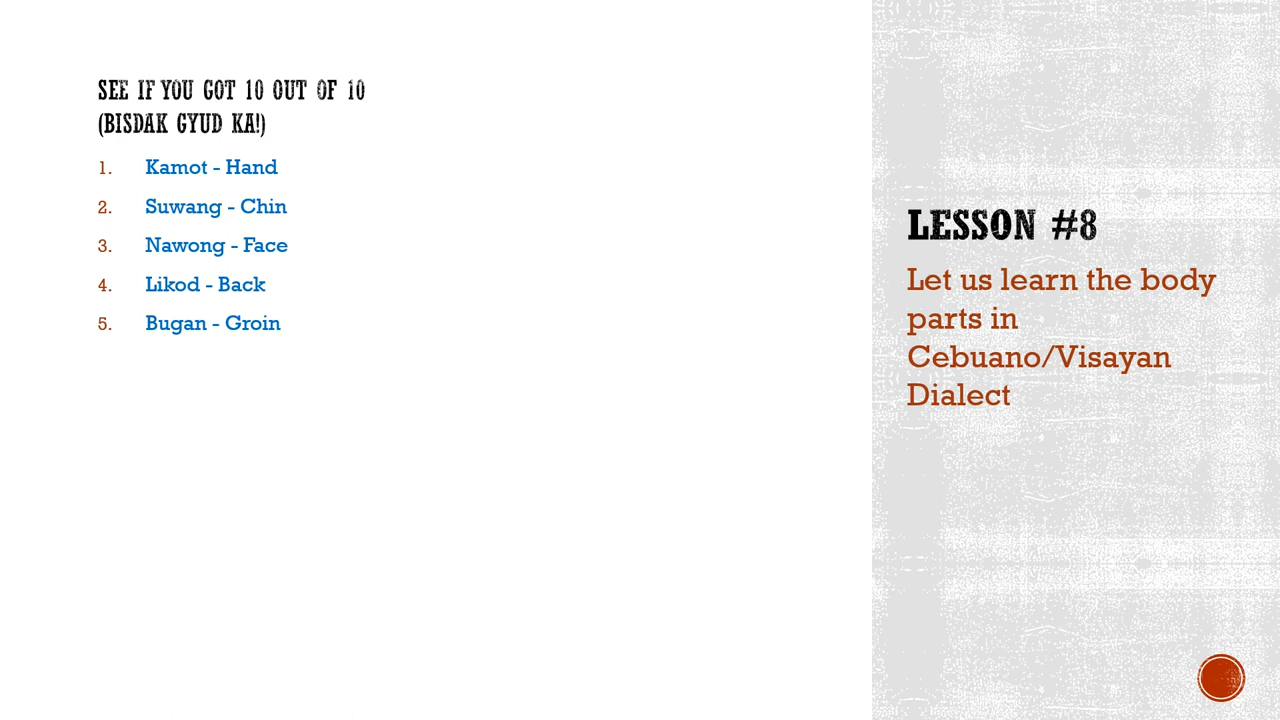 SEE IF YOU GOT 10 OUT OF 10
(BISDAK GYUD KA!)
1. Kamot - Hand
2. Suwang - Chin
3. Nawong - Face
4. Likod - Back
5. Bugan - Groin
LESSON #8
Let us learn the body
parts in
Cebuano/Visayan
Dialect